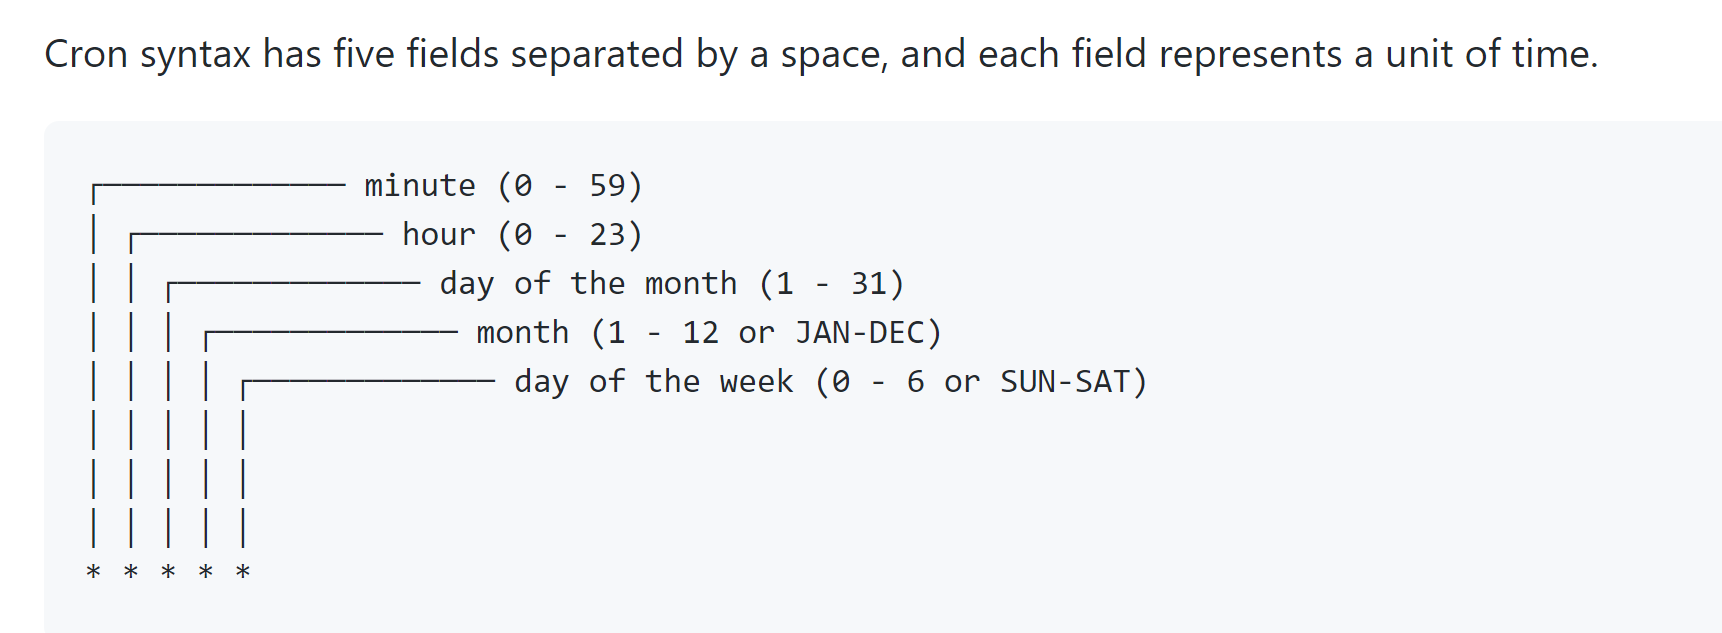 Cron syntax has five fields separated by a space, and each field represents a unit of time.
┌───────────── minute (0 - 59)
│ ┌───────────── hour (0 - 23)
│ │ ┌───────────── day of the month (1 - 31)
│ │ │ ┌───────────── month (1 - 12 or JAN-DEC)
│ │ │ │ ┌───────────── day of the week (0 - 6 or SUN-SAT)
│ │ │ │ │
│ │ │ │ │
│ │ │ │ │
* * * * *